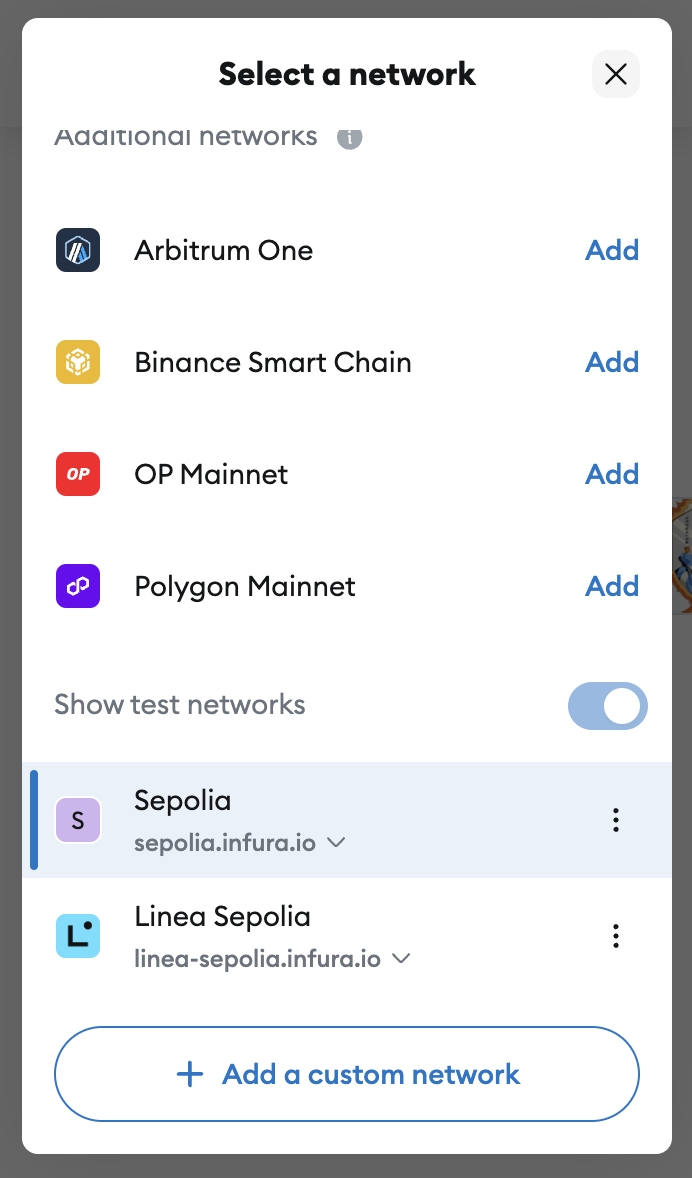 Select a network
Additional networks
Arbitrum One
Add
Binance Smart Chain
Add
OP
OP Mainnet
Add
Polygon Mainnet
Add
Show test networks
S
Sepolia
sepolia.infura.io
Linea Sepolia
linea-sepolia.infura.io
+ Add a custom network